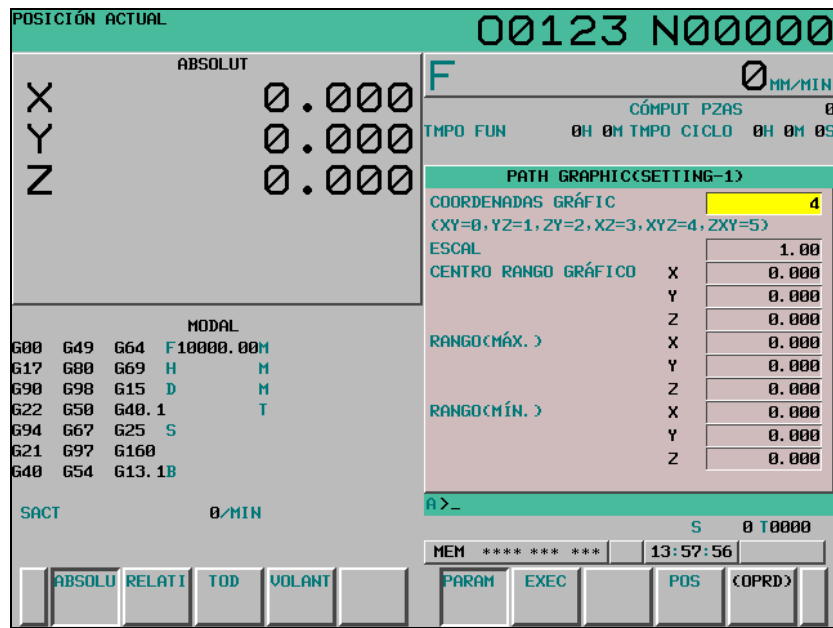 POSICIÓN ACTUAL
O0123 N00000
ABSOLUT
X 0.000
Y 0.000
Z 0.000
F 0 MM/MIN
CÓMPUT PZAS 0
TMPO FUN 0H 0M TMPO CICLO 0H 0M 0S
PATH GRAPHIC(SETTING-1)
COORDENADAS GRÁFIC 4
(XY=0,YZ=1,ZY=2,XZ=3,XYZ=4,ZXY=5)
ESCAL 1.00
CENTRO RANGO GRÁFICO X 0.000
Y 0.000
Z 0.000
RANGO(MÁX.) X 0.000
Y 0.000
Z 0.000
RANGO(MÍN.) X 0.000
Y 0.000
Z 0.000
MODAL
G00 G49 G64 F10000.00M
G17 G80 G69 H M
G90 G98 G15 D M
G22 G50 G40.1 T
G94 G67 G25 S
G21 G97 G160
G40 G54 G13.1B
SACT 0/MIN
A>_
S 0 T0000
MEM **** *** *** 13:57:56
ABSOLU RELATI TOD VOLANT
PARAM EXEC POS (OPRD)